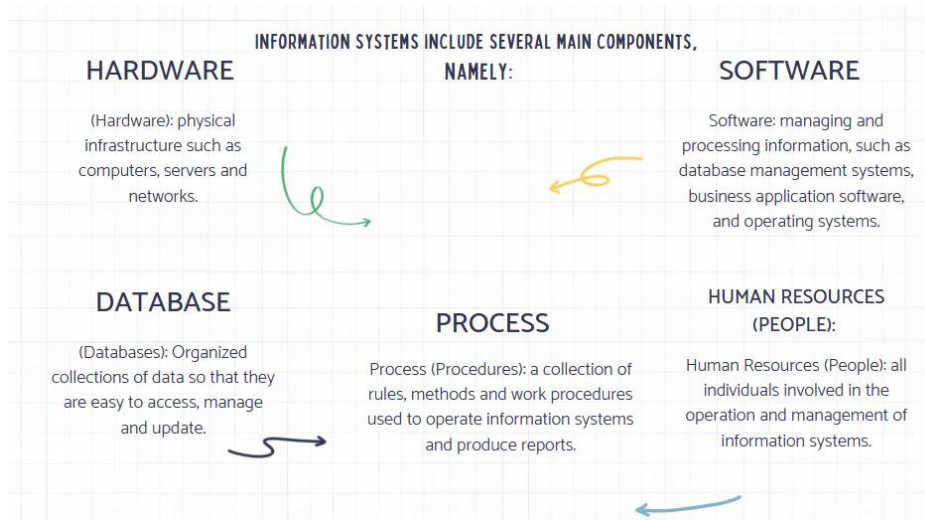 INFORMATION SYSTEMS INCLUDE SEVERAL MAIN COMPONENTS,
NAMELY:
HARDWARE
(Hardware): physical
infrastructure such as
computers, servers and
networks.
SOFTWARE
Software: managing and
processing information, such as
database management systems,
business application software,
and operating systems.
DATABASE
(Databases): Organized
collections of data so that they
are easy to access, manage
and update.
PROCESS
Process (Procedures): a collection of
rules, methods and work procedures
used to operate information systems
and produce reports.
HUMAN RESOURCES
(PEOPLE):
Human Resources (People): all
individuals involved in the
operation and management of
information systems.